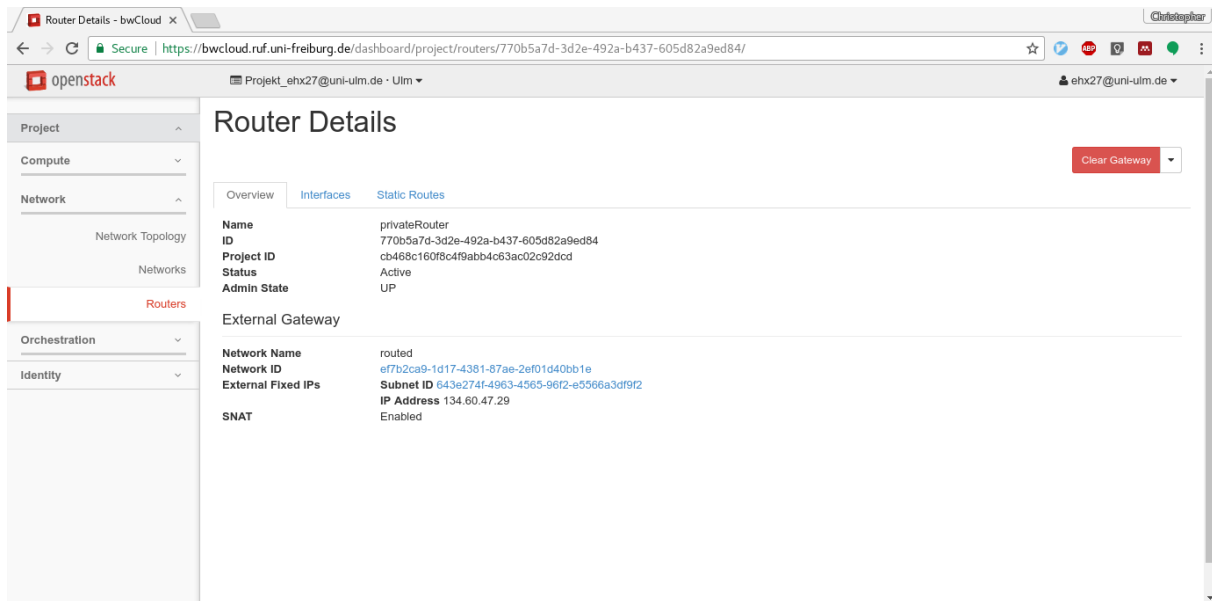 Router Details - bwCloud
Christopher
Secure https://bwcloud.ruf.uni-freiburg.de/dashboard/project/routers/770b5a7d-3d2e-492a-b437-605d82a9ed84/
ABP
openstack
Projekt_ehx27@uni-ulm.de · Ulm
ehx27@uni-ulm.de
Project
Compute
Network
Network Topology
Networks
Routers
Orchestration
Identity
Router Details
Clear Gateway
Overview Interfaces Static Routes
Name privateRouter
ID 770b5a7d-3d2e-492a-b437-605d82a9ed84
Project ID cb468c160f8c4f9abb4c63ac02c92dcd
Status Active
Admin State UP
External Gateway
Network Name routed
Network ID ef7b2ca9-1d17-4381-87ae-2ef01d40bb1e
External Fixed IPs Subnet ID 643e274f-4963-4565-96f2-e5566a3df9f2
IP Address 134.60.47.29
SNAT Enabled